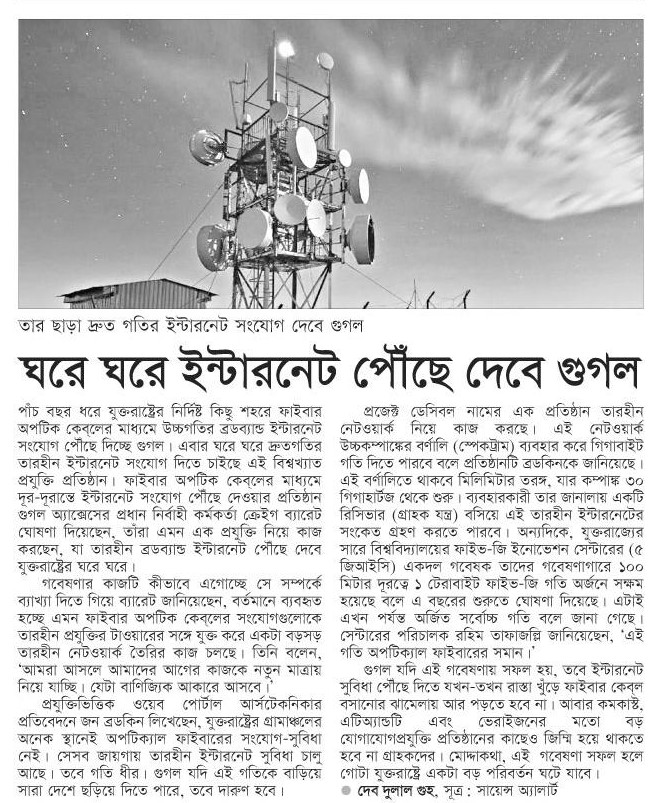 তার ছাড়া দ্রুত গতির ইন্টারনেট সংযোগ দেবে গুগল
ঘরে ঘরে ইন্টারনেট পৌঁছে দেবে গুগল
পাঁচ বছর ধরে যুক্তরাষ্ট্রের নির্দিষ্ট কিছু শহরে ফাইবার
অপটিক কেব্‌লের মাধ্যমে উচ্চগতির ব্রডব্যান্ড ইন্টারনেট
সংযোগ পৌঁছে দিচ্ছে গুগল। এবার ঘরে ঘরে দ্রুতগতির
তারহীন ইন্টারনেট সংযোগ দিতে চাইছে এই বিশ্বখ্যাত
প্রযুক্তি প্রতিষ্ঠান। ফাইবার অপটিক কেব্‌লের মাধ্যমে
দূর-দূরান্তে ইন্টারনেট সংযোগ পৌঁছে দেওয়ার প্রতিষ্ঠান
গুগল অ্যাক্সেসের প্রধান নির্বাহী কর্মকর্তা ক্রেইগ ব্যারেট
ঘোষণা দিয়েছেন, তাঁরা এমন এক প্রযুক্তি নিয়ে কাজ
করছেন, যা তারহীন ব্রডব্যান্ড ইন্টারনেট পৌঁছে দেবে
যুক্তরাষ্ট্রের ঘরে ঘরে।
গবেষণার কাজটি কীভাবে এগোচ্ছে সে সম্পর্কে
ব্যাখ্যা দিতে গিয়ে ব্যারেট জানিয়েছেন, বর্তমানে ব্যবহৃত
হচ্ছে এমন ফাইবার অপটিক কেব্‌লের সংযোগগুলোকে
তারহীন প্রযুক্তির টাওয়ারের সঙ্গে যুক্ত করে একটা বড়সড়
তারহীন নেটওয়ার্ক তৈরির কাজ চলছে। তিনি বলেন,
‘আমরা আসলে আমাদের আগের কাজকে নতুন মাত্রায়
নিয়ে যাচ্ছি। যেটা বাণিজ্যিক আকারে আসবে।’
প্রযুক্তিভিত্তিক ওয়েব পোর্টাল আর্সটেকনিকার
প্রতিবেদনে জন ব্রডকিন লিখেছেন, যুক্তরাষ্ট্রের গ্রামাঞ্চলের
অনেক স্থানেই অপটিক্যাল ফাইবারের সংযোগ-সুবিধা
নেই। সেসব জায়গায় তারহীন ইন্টারনেট সুবিধা চালু
আছে। তবে গতি ধীর। গুগল যদি এই গতিকে বাড়িয়ে
সারা দেশে ছড়িয়ে দিতে পারে, তবে দারুণ হবে।
প্রজেক্ট ডেসিবল নামের এক প্রতিষ্ঠান তারহীন
নেটওয়ার্ক নিয়ে কাজ করছে। এই নেটওয়ার্ক
উচ্চকম্পাঙ্কের বর্ণালি (স্পেকট্রাম) ব্যবহার করে গিগাবাইট
গতি দিতে পারবে বলে প্রতিষ্ঠানটি ব্রডকিনকে জানিয়েছে।
এই বর্ণালিতে থাকবে মিলিমিটার তরঙ্গ, যার কম্পাঙ্ক ৩০
গিগাহার্টজ থেকে শুরু। ব্যবহারকারী তার জানালায় একটি
রিসিভার (গ্রাহক যন্ত্র) বসিয়ে এই তারহীন ইন্টারনেটের
সংকেত গ্রহণ করতে পারবে। অন্যদিকে, যুক্তরাজ্যের
সারে বিশ্ববিদ্যালয়ের ফাইভ-জি ইনোভেশন সেন্টারের (৫
জিআইসি) একদল গবেষক তাদের গবেষণাগারে ১০০
মিটার দূরত্বে ১ টেরাবাইট ফাইভ-জি গতি অর্জনে সক্ষম
হয়েছে বলে এ বছরের শুরুতে ঘোষণা দিয়েছে। এটাই
এখন পর্যন্ত অর্জিত সর্বোচ্চ গতি বলে জানা গেছে।
সেন্টারের পরিচালক রহিম তাফাজল্লি জানিয়েছেন, ‘এই
গতি অপটিক্যাল ফাইবারের সমান।’
গুগল যদি এই গবেষণায় সফল হয়, তবে ইন্টারনেট
সুবিধা পৌঁছে দিতে যখন-তখন রাস্তা খুঁড়ে ফাইবার কেব্‌ল
বসানোর ঝামেলায় আর পড়তে হবে না। আবার কমকাস্ট,
এটিঅ্যান্ডটি এবং ভেরাইজনের মতো বড়
যোগাযোগপ্রযুক্তি প্রতিষ্ঠানের কাছেও জিম্মি হয়ে থাকতে
হবে না গ্রাহকদের। মোদ্দাকথা, এই গবেষণা সফল হলে
গোটা যুক্তরাষ্ট্রে একটা বড় পরিবর্তন ঘটে যাবে।
● দেব দুলাল গুহ, সূত্র : সায়েন্স অ্যালার্ট